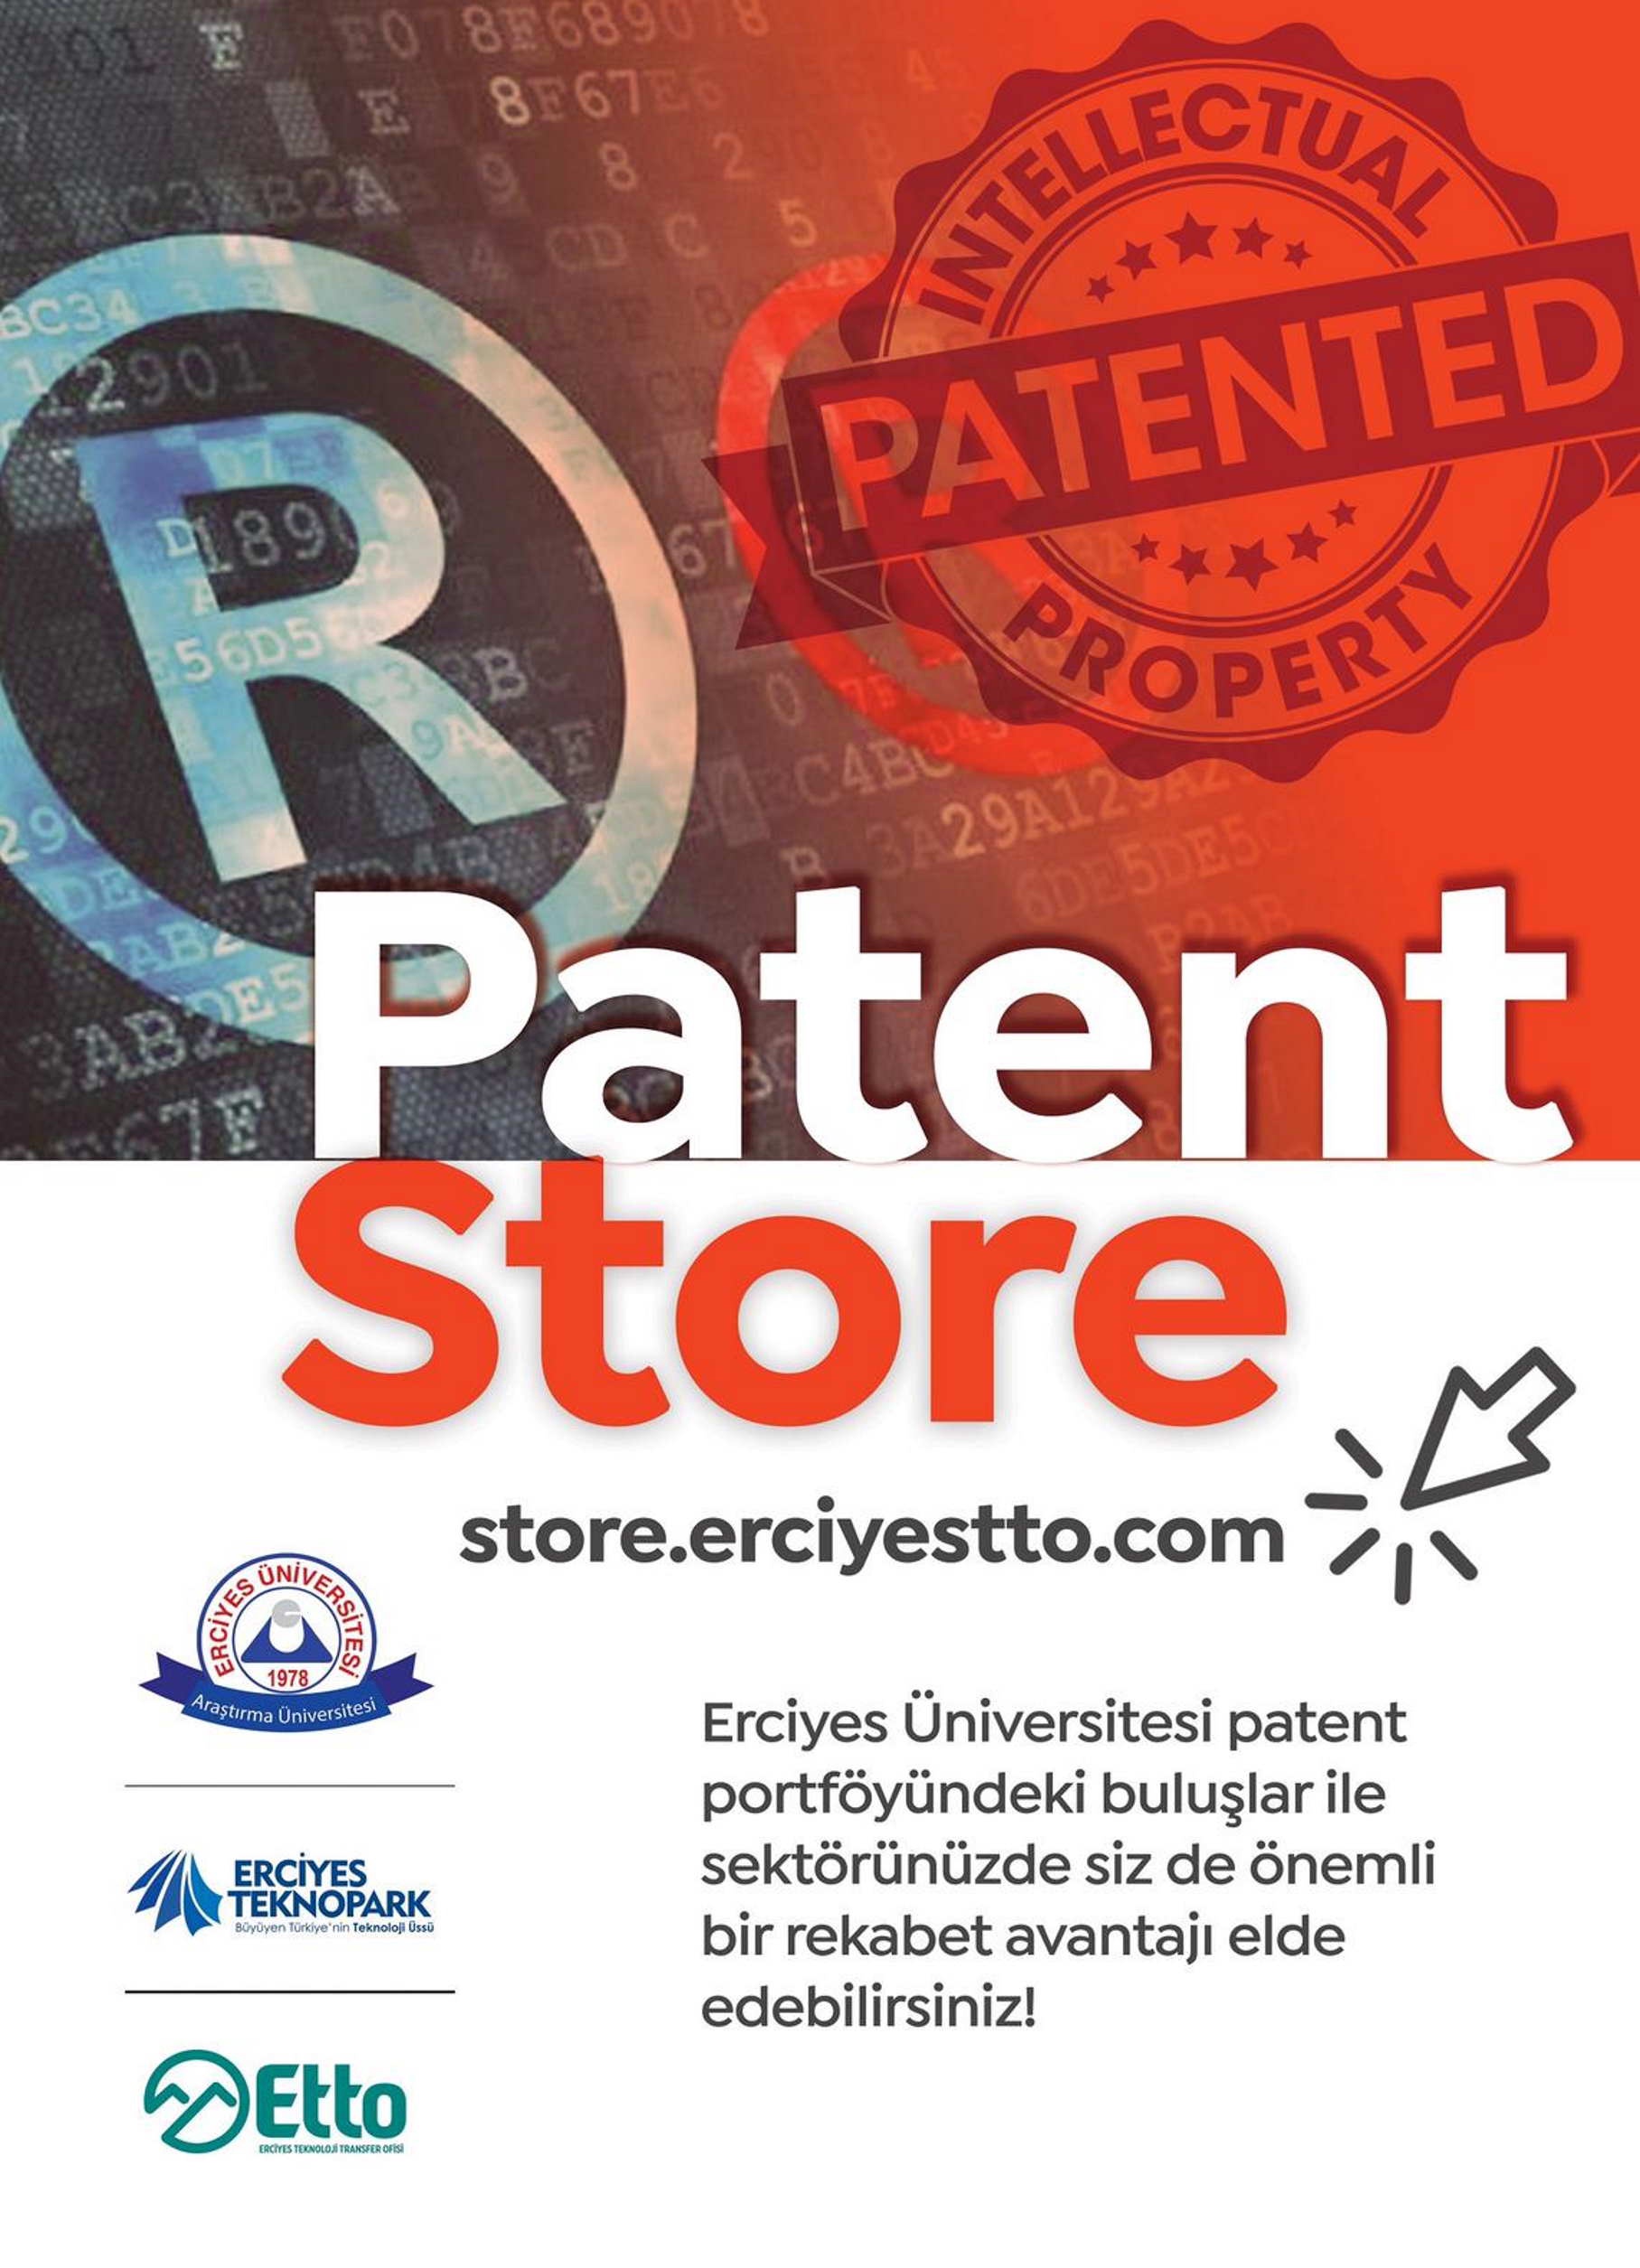 INTELLECTUAL
PATENTED
PROPERTY
Patent
Store
store.erciyestto.com
ERCİYES ÜNİVERSİTESİ
1978
Araştırma Üniversitesi
Erciyes Üniversitesi patent
portföyündeki buluşlar ile
sektörünüzde siz de önemli
bir rekabet avantajı elde
edebilirsiniz!
ERCİYES
TEKNOPARK
Büyüyen Türkiye'nin Teknoloji Üssü
Etto
ERCİYES TEKNOLOJİ TRANSFER OFİSİ